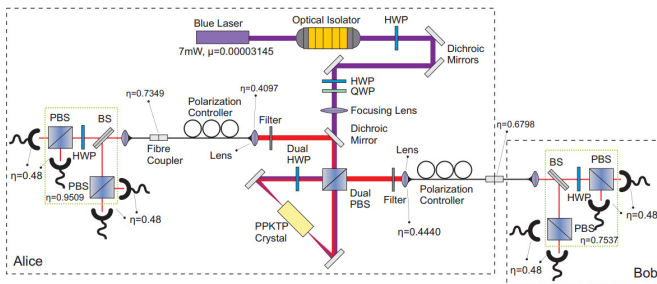 Blue Laser
7mW, μ=0.00003145
Optical Isolator
HWP
Dichroic
Mirrors
HWP
QWP
Focusing Lens
Dichroic
Mirror
η=0.7349
Polarization
Controller
η=0.4097
Filter
Lens
Fibre
Coupler
PBS
BS
HWP
η=0.48
PBS
η=0.9509
η=0.48
Dual
HWP
Dual
PBS
PPKTP
Crystal
Lens
Filter
η=0.4440
Polarization
Controller
η=0.6798
BS
PBS
HWP
η=0.48
PBS
η=0.7537
η=0.48
Alice
Bob